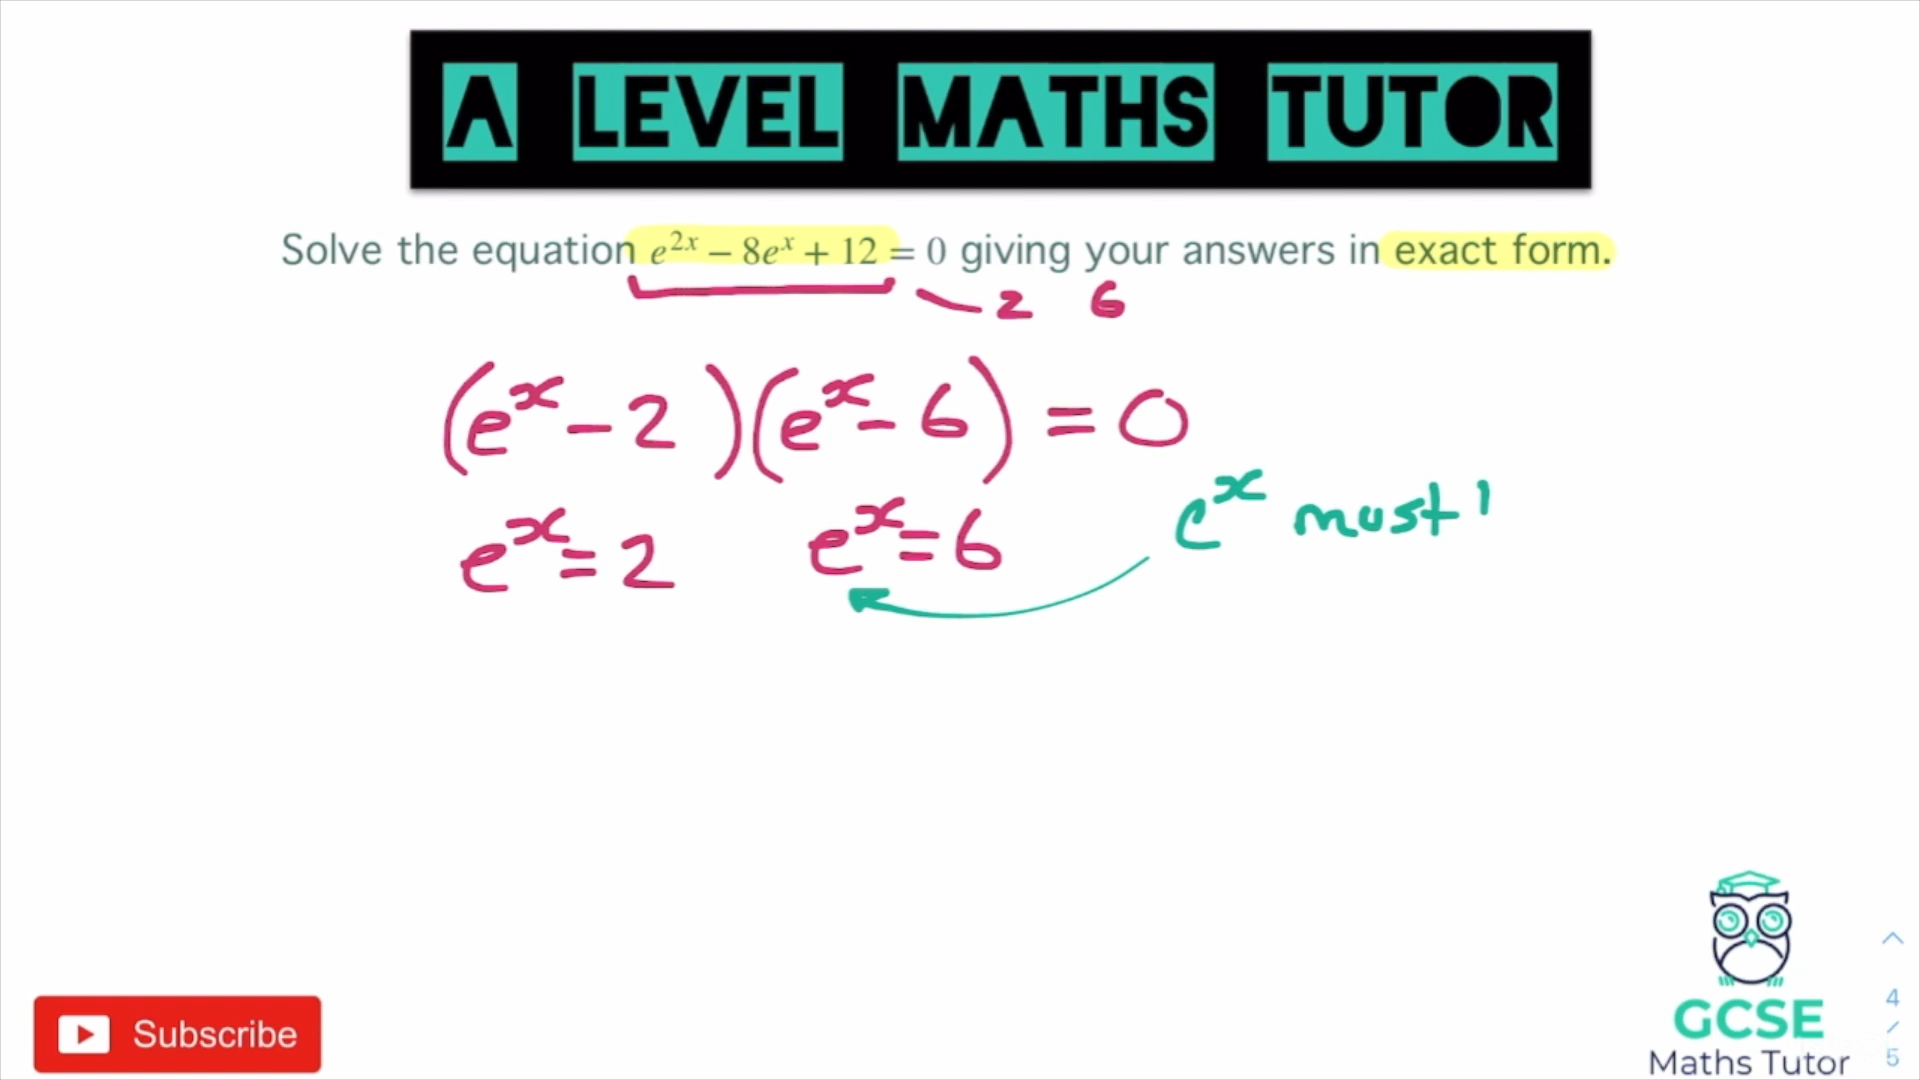 A LEVEL MATHS TUTOR
Solve the equation e^{2x} − 8e^x + 12 = 0 giving your answers in exact form.
2 6
(e^x − 2)(e^x − 6) = 0
e^x = 2 e^x = 6
e^x must
Subscribe
GCSE
Maths Tutor
4
/
5